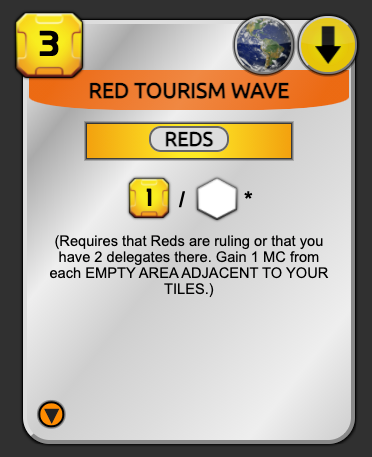 3
RED TOURISM WAVE
REDS
1 / *
(Requires that Reds are ruling or that you
have 2 delegates there. Gain 1 MC from
each EMPTY AREA ADJACENT TO YOUR
TILES.)